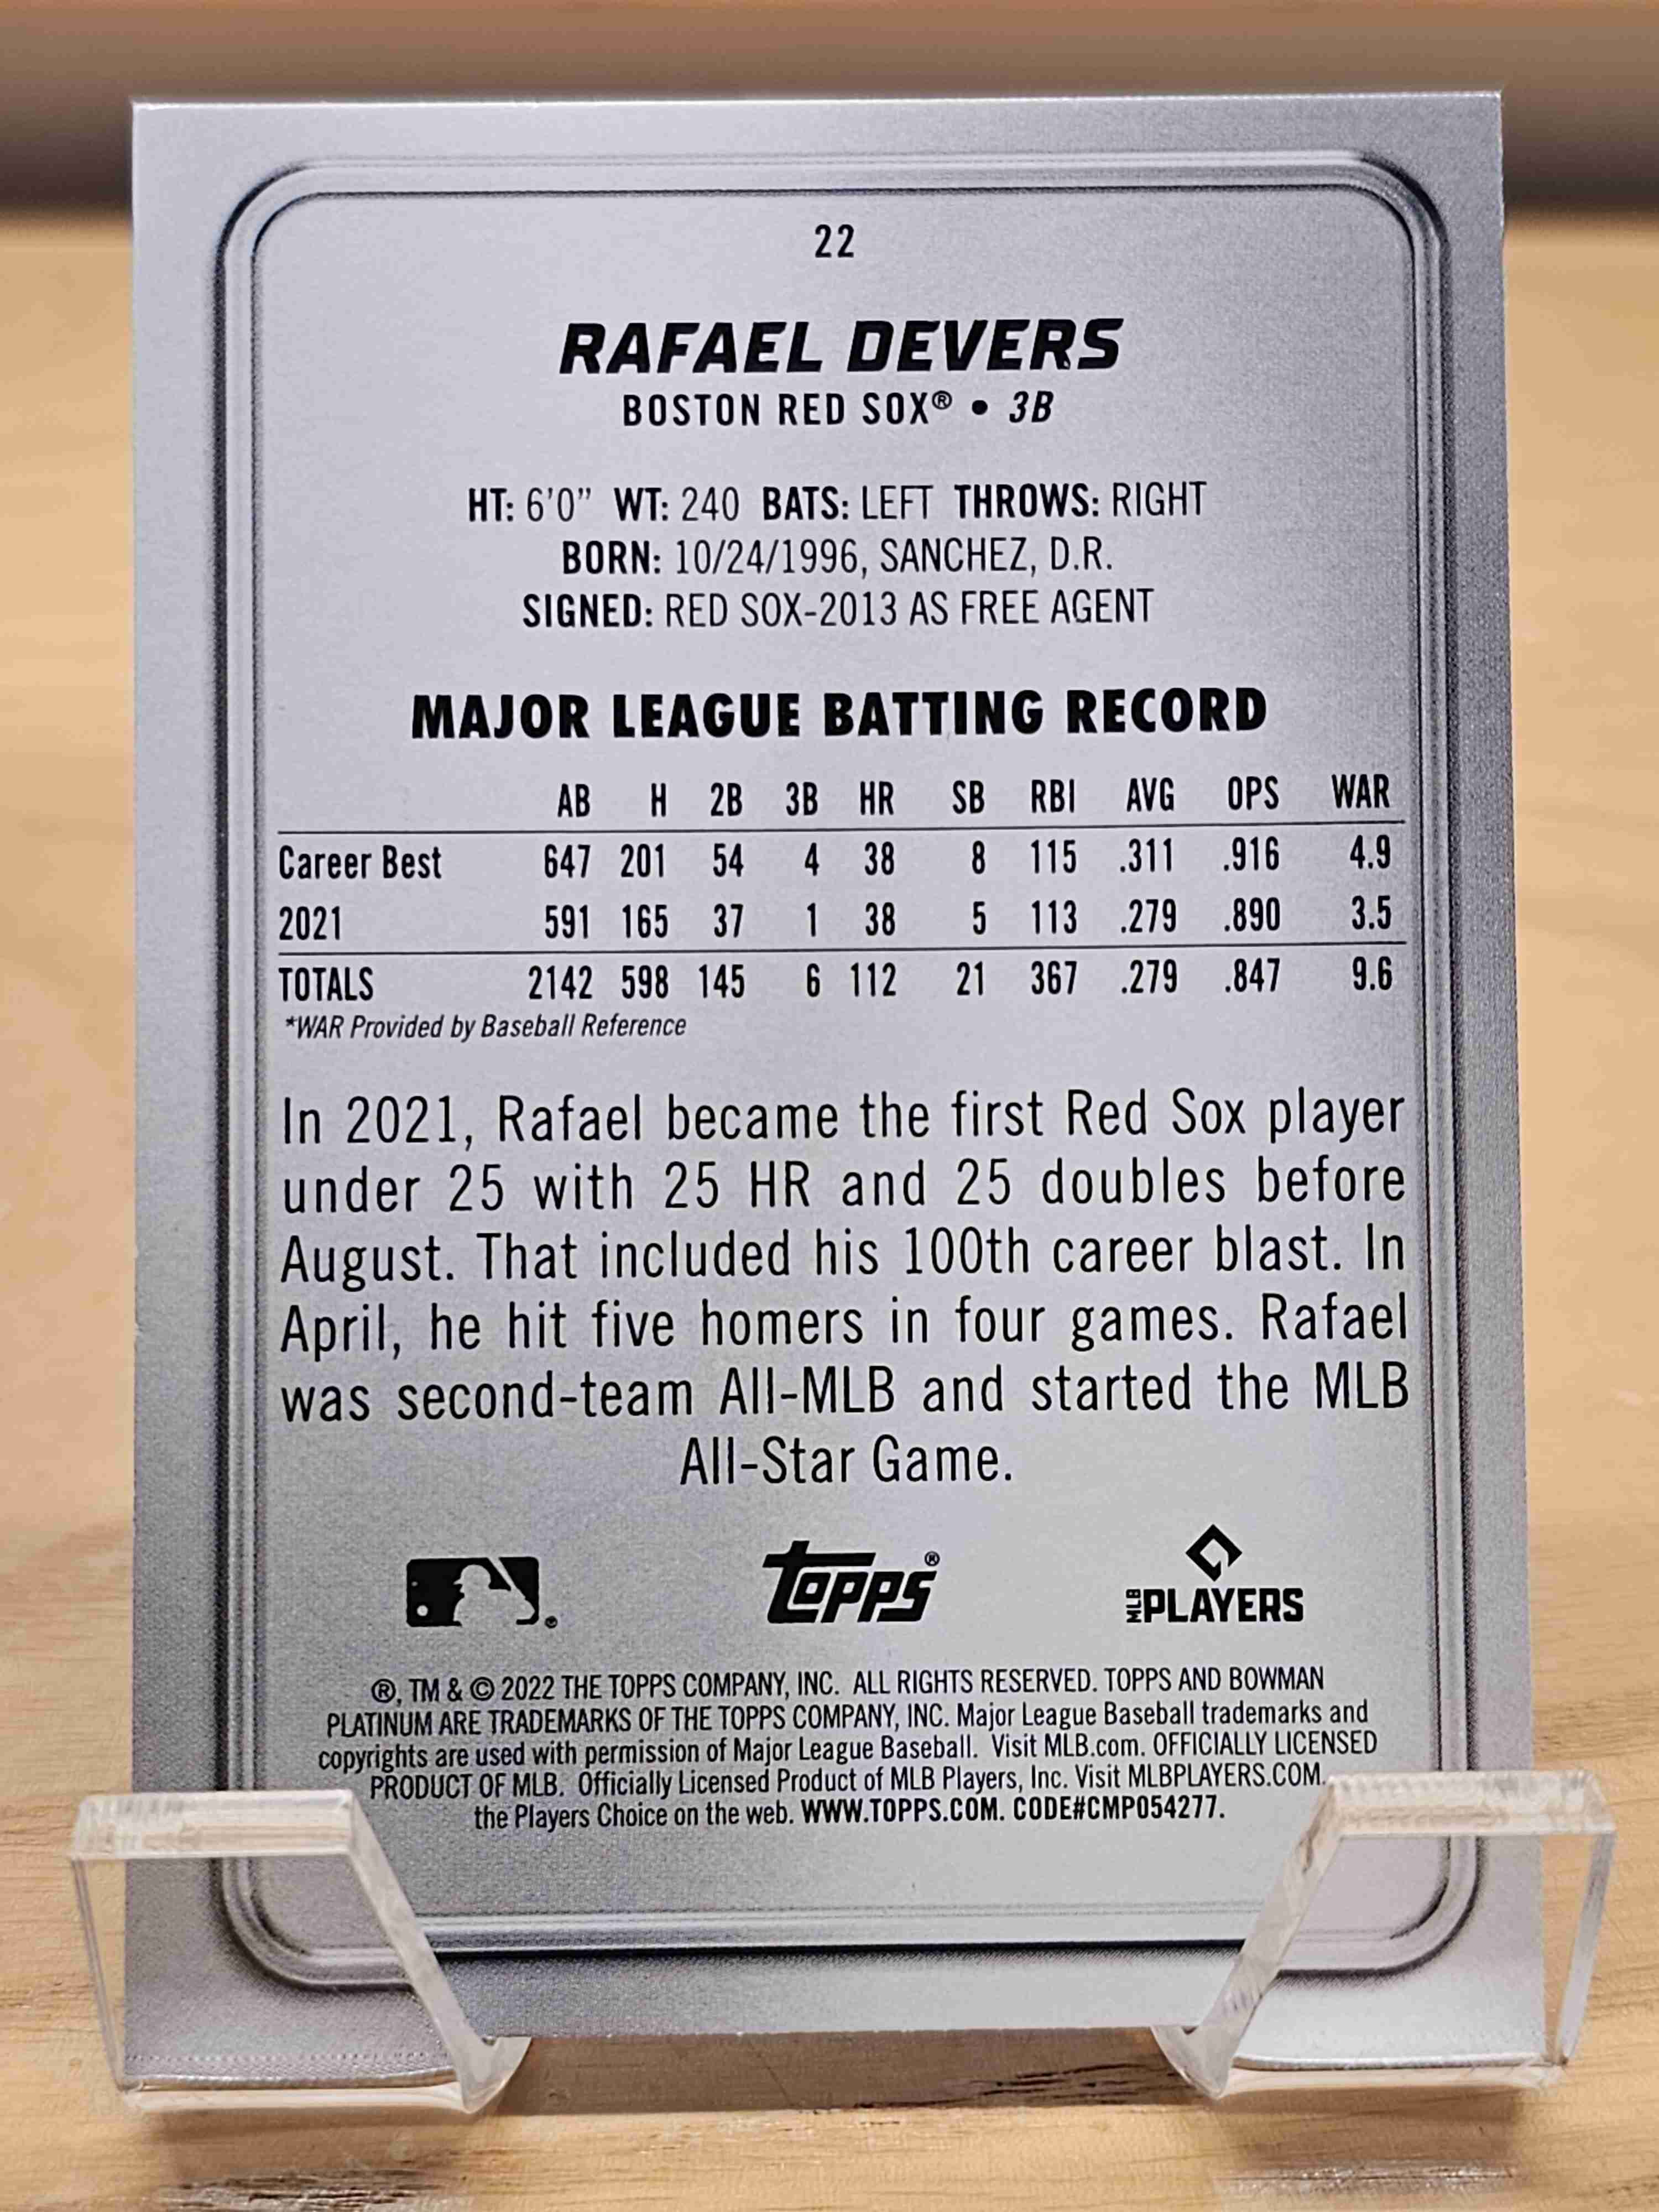 22
RAFAEL DEVERS
BOSTON RED SOX® • 3B
HT: 6'0” WT: 240 BATS: LEFT THROWS: RIGHT
BORN: 10/24/1996, SANCHEZ, D.R.
SIGNED: RED SOX-2013 AS FREE AGENT
MAJOR LEAGUE BATTING RECORD
AB H 2B 3B HR SB RBI AVG OPS WAR
Career Best 647 201 54 4 38 8 115 .311 .916 4.9
2021 591 165 37 1 38 5 113 .279 .890 3.5
TOTALS 2142 598 145 6 112 21 367 .279 .847 9.6
*WAR Provided by Baseball Reference
In 2021, Rafael became the first Red Sox player
under 25 with 25 HR and 25 doubles before
August. That included his 100th career blast. In
April, he hit five homers in four games. Rafael
was second-team All-MLB and started the MLB
All-Star Game.
Topps®
MLB PLAYERS
®, TM & © 2022 THE TOPPS COMPANY, INC. ALL RIGHTS RESERVED. TOPPS AND BOWMAN
PLATINUM ARE TRADEMARKS OF THE TOPPS COMPANY, INC. Major League Baseball trademarks and
copyrights are used with permission of Major League Baseball. Visit MLB.com. OFFICIALLY LICENSED
PRODUCT OF MLB. Officially Licensed Product of MLB Players, Inc. Visit MLBPLAYERS.COM.
the Players Choice on the web. WWW.TOPPS.COM. CODE#CMP054277.